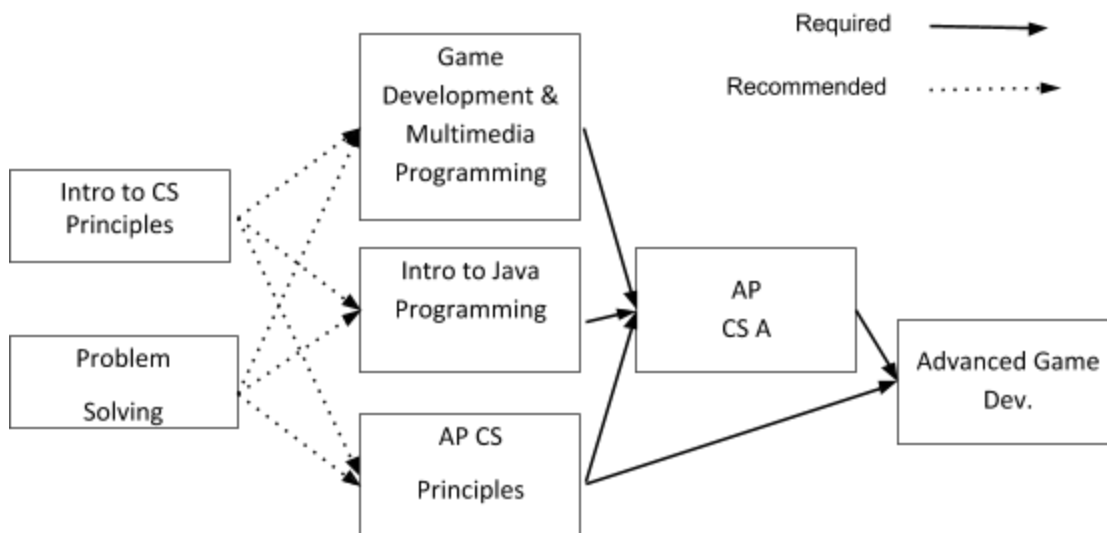 Required
Recommended
Game
Development &
Multimedia
Programming
Intro to CS
Principles
Intro to Java
Programming
Problem
Solving
AP CS
Principles
AP
CS A
Advanced Game
Dev.